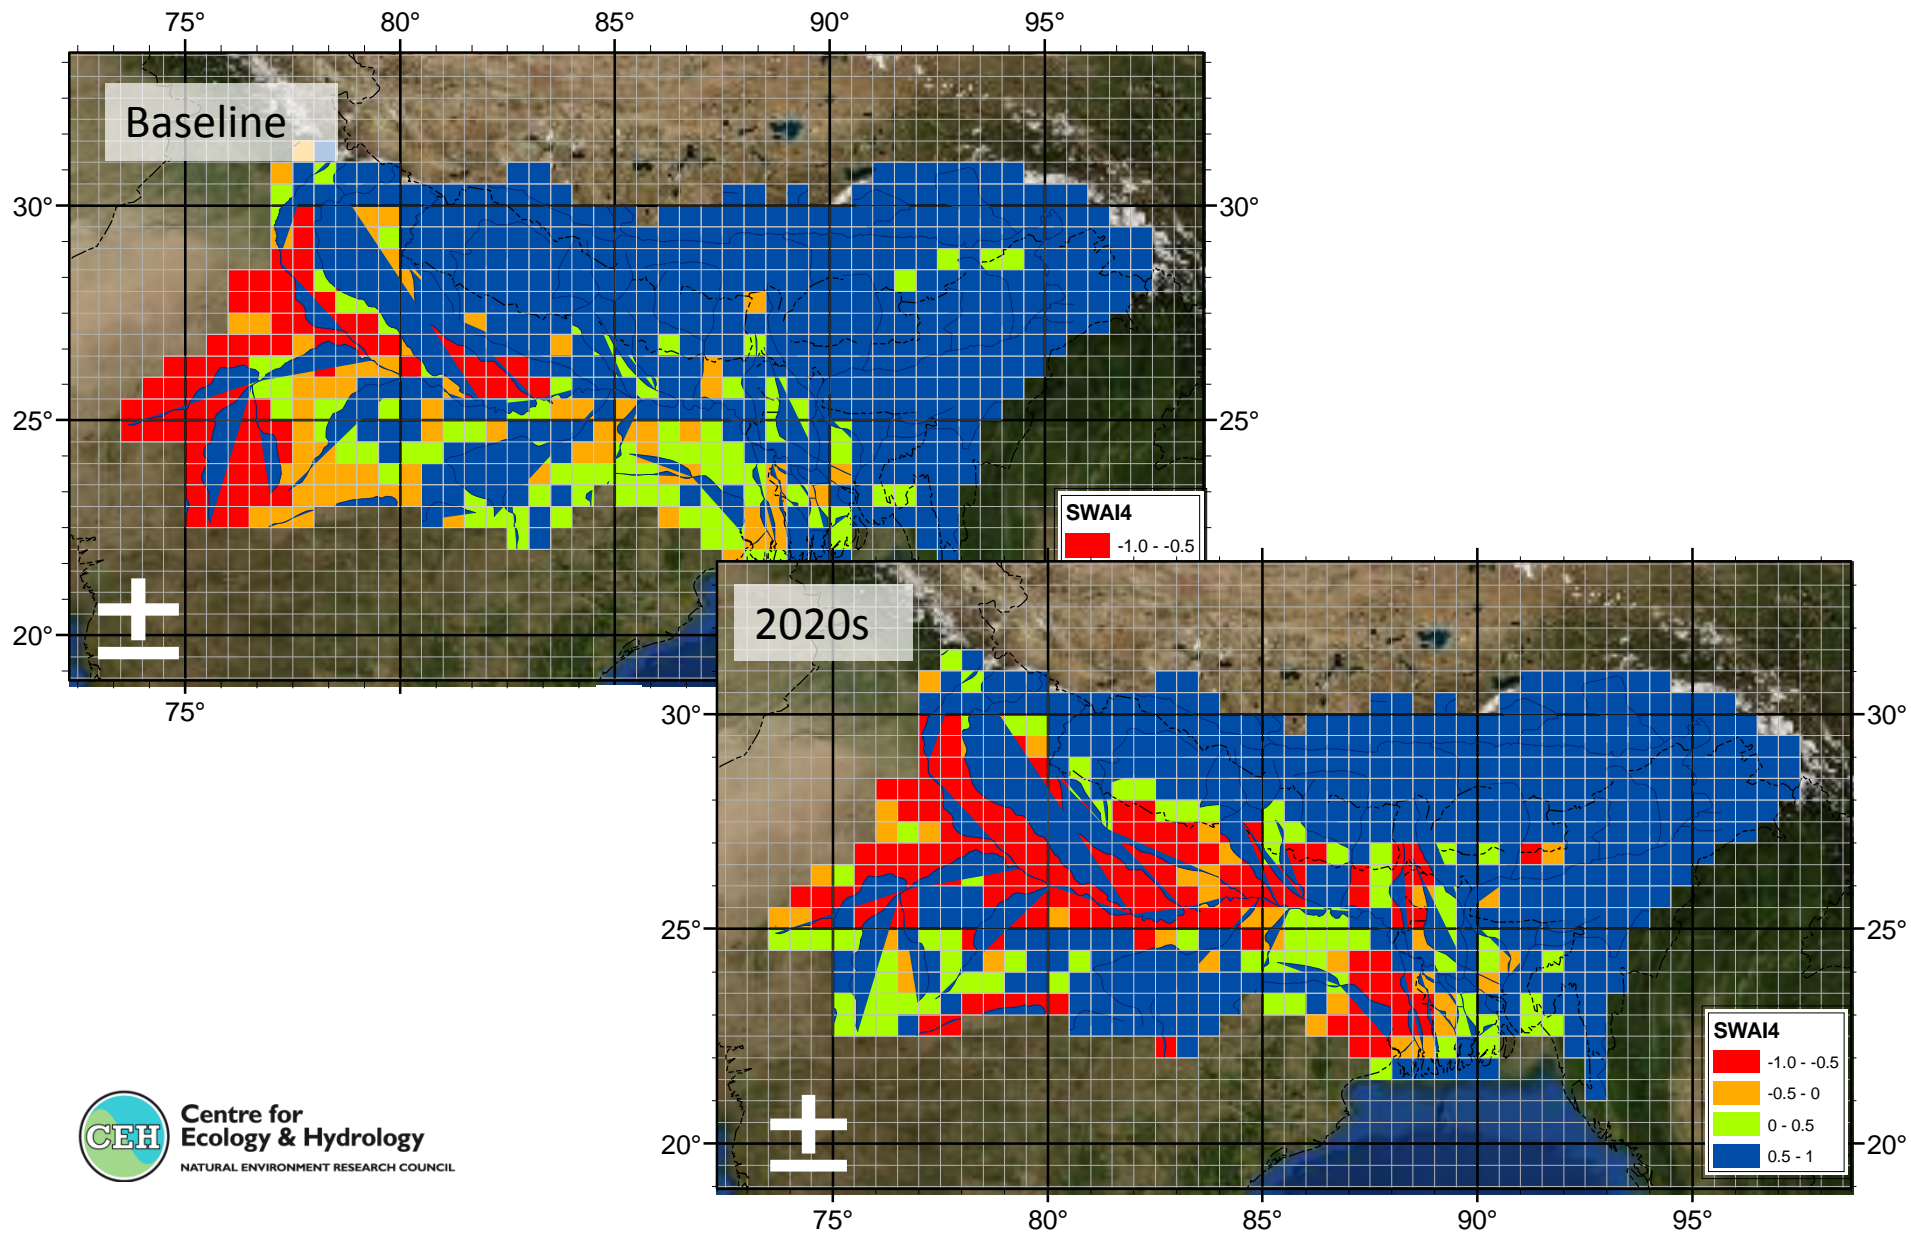 75° 80° 85° 90° 95°
Baseline
30° 30°
25° 25°
20°
75°
SWAI4
-1.0 - -0.5
2020s
30° 30°
25° 25°
20° 20°
75° 80° 85° 90° 95°
SWAI4
-1.0 - -0.5
-0.5 - 0
0 - 0.5
0.5 - 1
CEH
Centre for
Ecology & Hydrology
NATURAL ENVIRONMENT RESEARCH COUNCIL